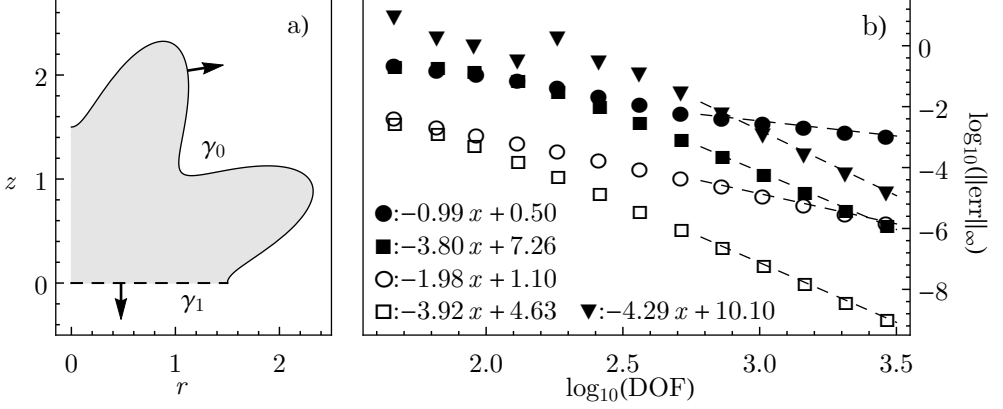 a)
2
1
0
z
γ₀
γ₁
0
1
2
r
b)
0
−2
−4
−6
−8
log₁₀(||err||∞)
●:−0.99 x + 0.50
■:−3.80 x + 7.26
○:−1.98 x + 1.10
□:−3.92 x + 4.63 ▼:−4.29 x + 10.10
2.0
2.5
3.0
3.5
log₁₀(DOF)